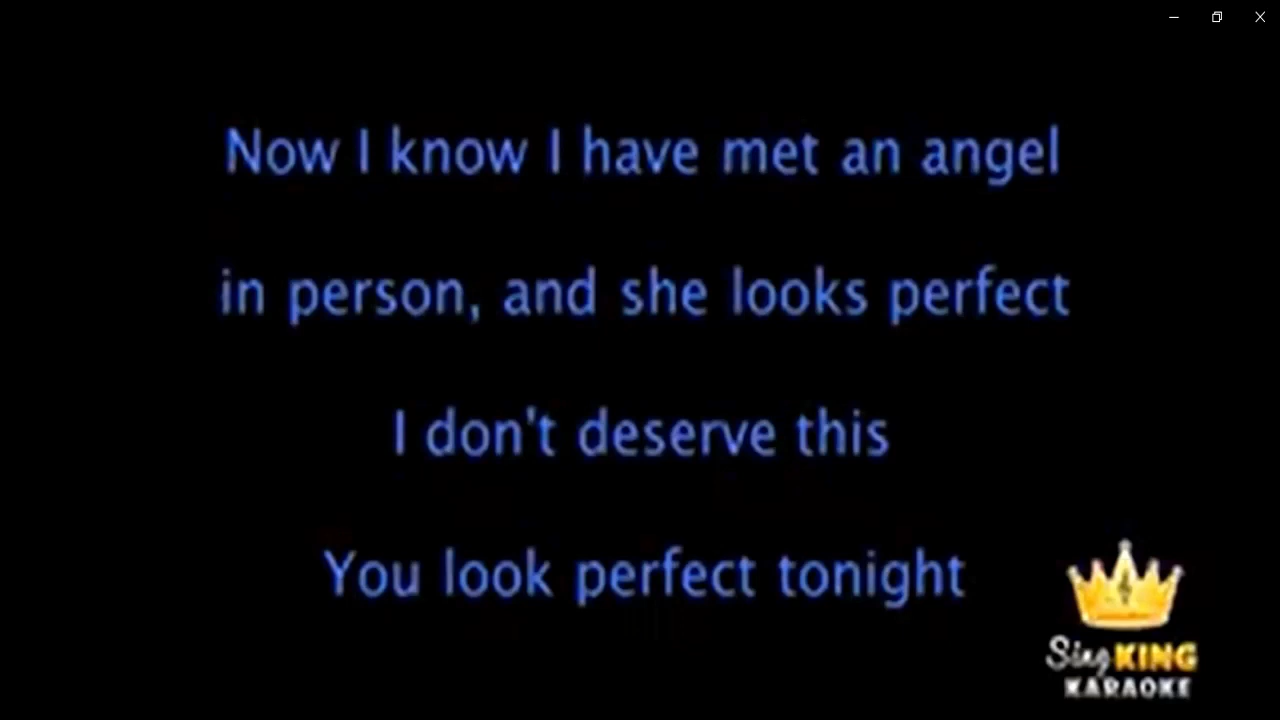 Now I know I have met an angel
in person, and she looks perfect
I don't deserve this
You look perfect tonight
Sing KING
KARAOKE